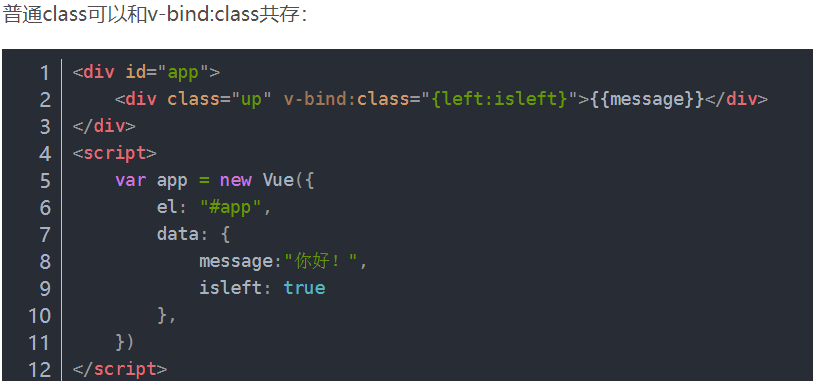 普通class可以和v-bind:class共存：
1 <div id="app">
2     <div class="up" v-bind:class="{left:isleft}">{{message}}</div>
3 </div>
4 <script>
5     var app = new Vue({
6         el: "#app",
7         data: {
8             message:"你好！",
9             isleft: true
10         },
11     })
12 </script>